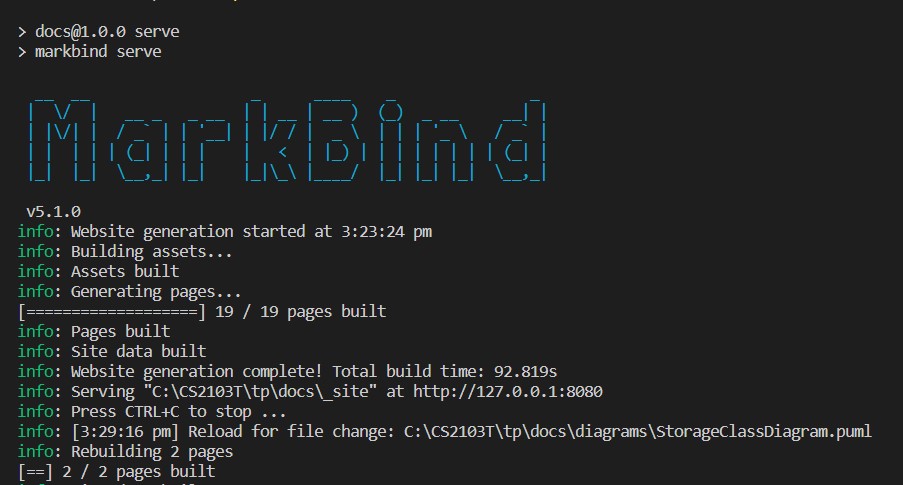 > docs@1.0.0 serve
> markbind serve
MarkBind
v5.1.0
info: Website generation started at 3:23:24 pm
info: Building assets...
info: Assets built
info: Generating pages...
[===================] 19 / 19 pages built
info: Pages built
info: Site data built
info: Website generation complete! Total build time: 92.819s
info: Serving "C:\CS2103T\tp\docs\_site" at http://127.0.0.1:8080
info: Press CTRL+C to stop ...
info: [3:29:16 pm] Reload for file change: C:\CS2103T\tp\docs\diagrams\StorageClassDiagram.puml
info: Rebuilding 2 pages
[==] 2 / 2 pages built